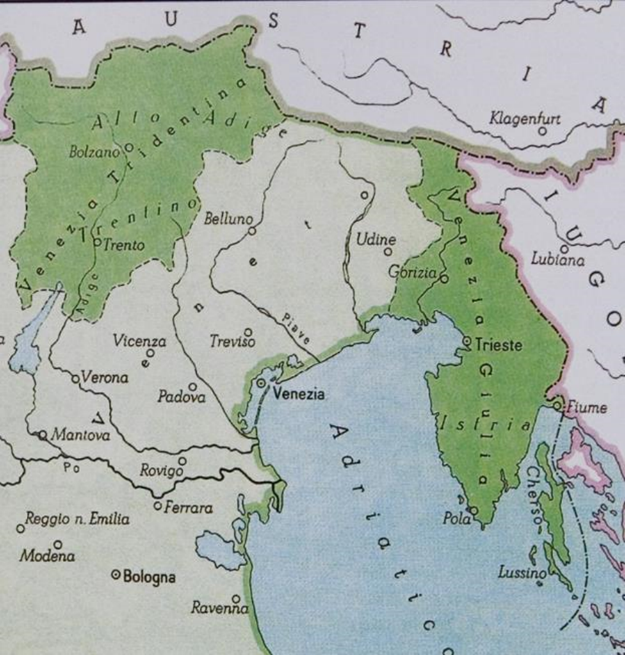 AUSTRIA
Klagenfurt
Alto Adige
Bolzano
Venezia Tridentina
Trentino
Trento
Adige
Belluno
Udine
Gorizia
Venezia Giulia
Lubiana
IUGO
Piave
Treviso
Vicenza
Verona
Padova
Venezia
Trieste
Istria
Fiume
Veneto
Mantova
Po
Rovigo
Ferrara
Adriatico
Cherso
Pola
Lussino
Reggio n. Emilia
Modena
Bologna
Ravenna